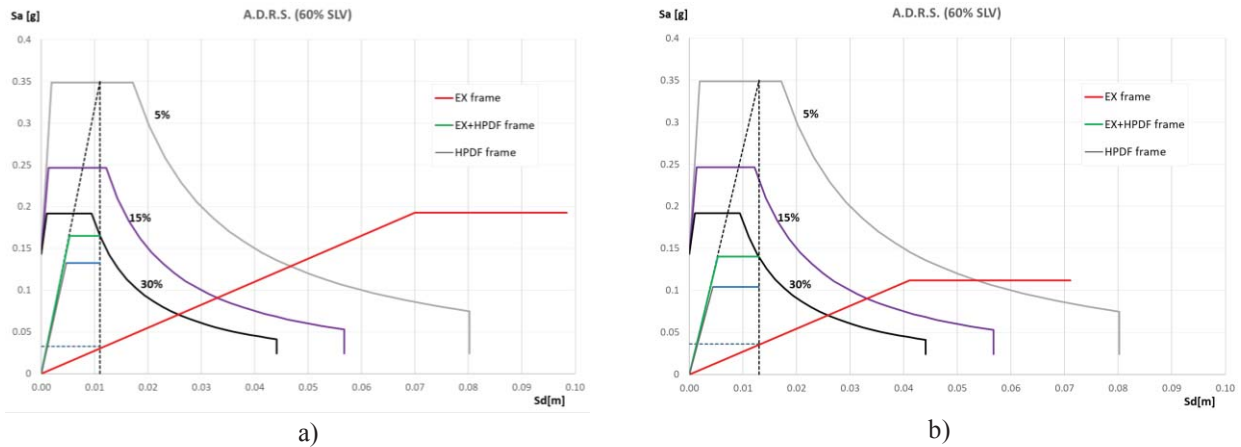 A.D.R.S. (60% SLV)
Sa [g]
0.4
0.35
0.3
0.25
0.2
0.15
0.1
0.05
0
5%
15%
30%
EX frame
EX+HPDF frame
HPDF frame
0.00 0.01 0.02 0.03 0.04 0.05 0.06 0.07 0.08 0.09 0.10
Sd[m]
a)
A.D.R.S. (60% SLV)
Sa [g]
0.4
0.35
0.3
0.25
0.2
0.15
0.1
0.05
0
5%
15%
30%
EX frame
EX+HPDF frame
HPDF frame
0.00 0.01 0.02 0.03 0.04 0.05 0.06 0.07 0.08 0.09 0.10
Sd[m]
b)